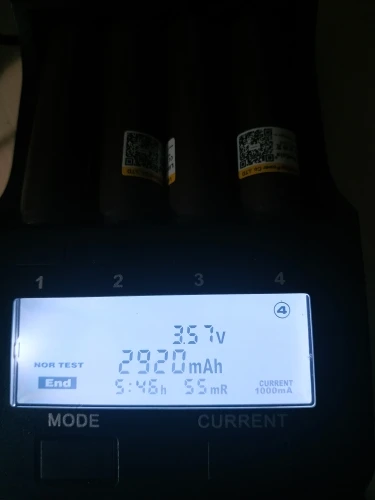 1 2 3 4
④
3.57v
NOR TEST 2920mAh
End 5:46h 55mR CURRENT 1000mA
MODE CURRENT